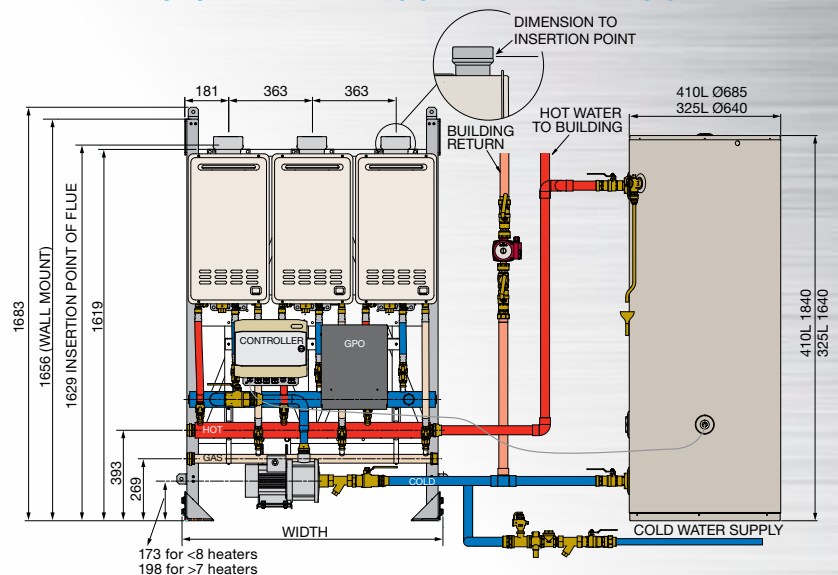 DIMENSION TO
INSERTION POINT
181
363
363
410L Ø685
325L Ø640
BUILDING
RETURN
HOT WATER
TO BUILDING
1683
1656 (WALL MOUNT)
1629 INSERTION POINT OF FLUE
1619
410L 1840
325L 1640
CONTROLLER
GPO
HOT
GAS
COLD
393
269
WIDTH
COLD WATER SUPPLY
173 for <8 heaters
198 for >7 heaters